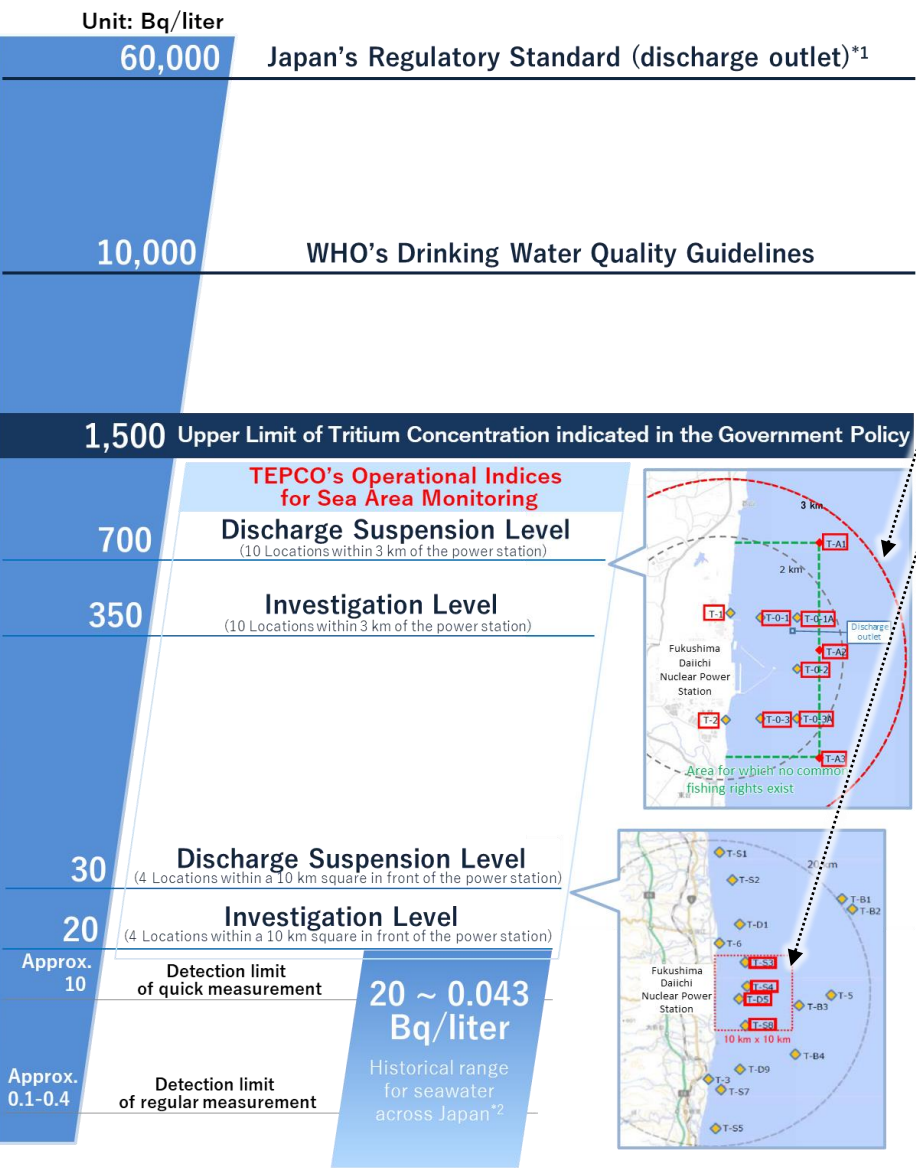 Unit: Bq/liter
60,000 Japan's Regulatory Standard (discharge outlet)*1
10,000 WHO's Drinking Water Quality Guidelines
1,500 Upper Limit of Tritium Concentration indicated in the Government Policy
TEPCO's Operational Indices
for Sea Area Monitoring
700 Discharge Suspension Level
(10 Locations within 3 km of the power station)
350 Investigation Level
(10 Locations within 3 km of the power station)
3 km
T-A1
2 km
T-1
T-0-1
T-0-1A
Discharge
outlet
Fukushima
Daiichi
Nuclear Power
Station
T-A2
T-0-2
T-2
T-0-3
T-0-3A
T-A3
Area for which no common
fishing rights exist
30 Discharge Suspension Level
(4 Locations within a 10 km square in front of the power station)
20 Investigation Level
(4 Locations within a 10 km square in front of the power station)
Approx.
10
Detection limit
of quick measurement
20 ~ 0.043
Bq/liter
Historical range
for seawater
across Japan*2
Approx.
0.1-0.4
Detection limit
of regular measurement
T-S1
20 km
T-S2
T-B1
T-B2
T-D1
T-6
T-S3
Fukushima
Daiichi
Nuclear Power
Station
T-S4
T-D5
T-5
T-B3
T-S8
10 km x 10 km
T-B4
T-D9
T-3
T-S7
T-S5